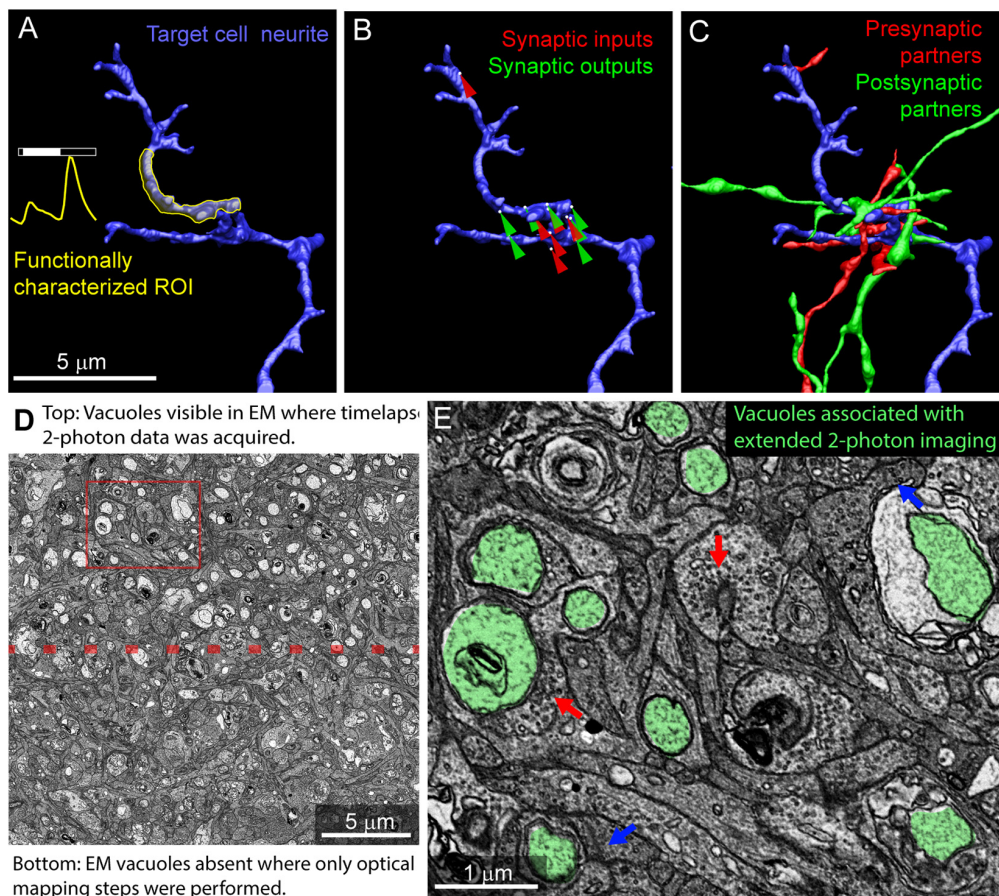 A
Target cell neurite
Functionally
characterized ROI
5 μm
B
Synaptic inputs
Synaptic outputs
C
Presynaptic
partners
Postsynaptic
partners
D
Top: Vacuoles visible in EM where timelaps
2-photon data was acquired.
5 μm
Bottom: EM vacuoles absent where only optical
mapping steps were performed.
E
Vacuoles associated with
extended 2-photon imaging
1 μm